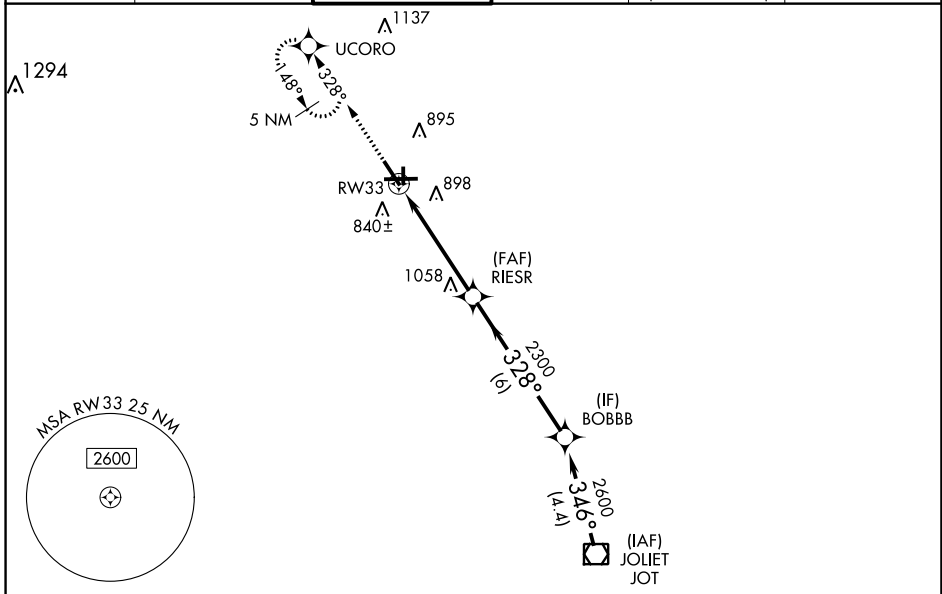 1137
UCORO
1294
148°
328°
5 NM
895
RW33
898
840±
(FAF)
RIESR
1058
2300
328°
(6)
(IF)
BOBBB
MSA RW33 25 NM
2600
2600
346°
(4.4)
(IAF)
JOLIET
JOT